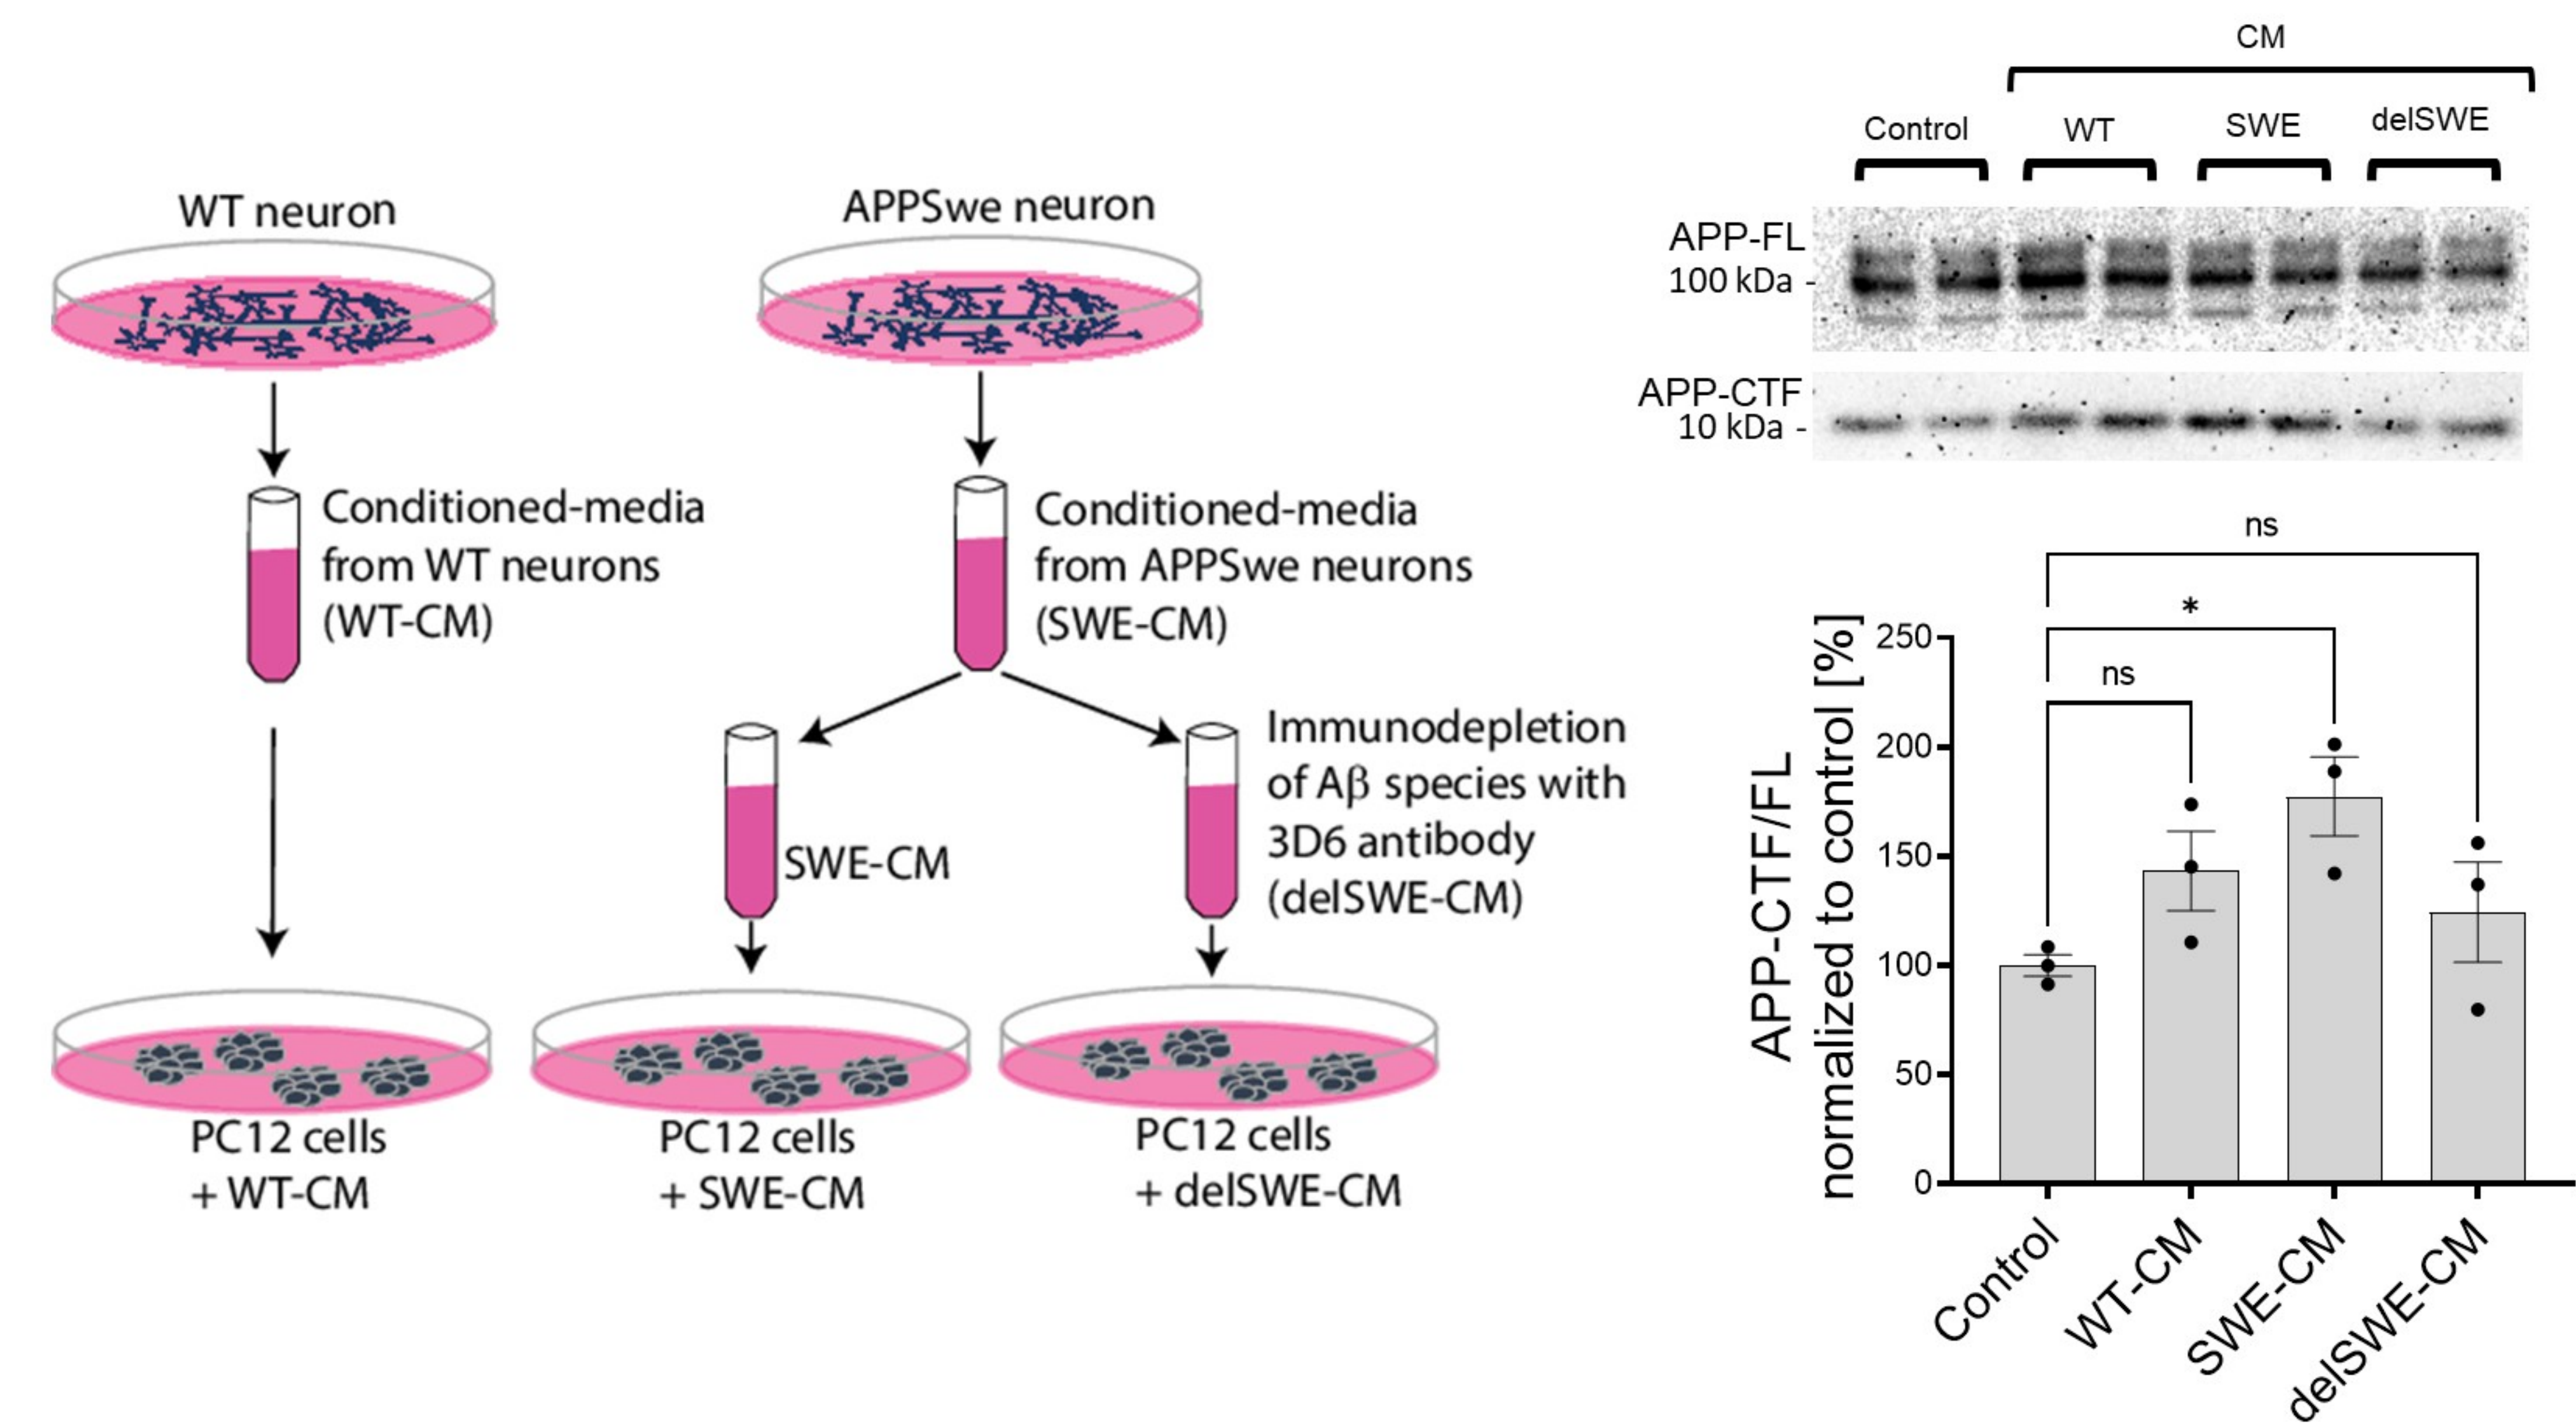 WT neuron
APPSwe neuron
Conditioned-media
from WT neurons
(WT-CM)
Conditioned-media
from APPSwe neurons
(SWE-CM)
SWE-CM
Immunodepletion
of Aβ species with
3D6 antibody
(delSWE-CM)
PC12 cells
+ WT-CM
PC12 cells
+ SWE-CM
PC12 cells
+ delSWE-CM
CM
Control
WT
SWE
delSWE
APP-FL
100 kDa -
APP-CTF
10 kDa -
ns
*
ns
APP-CTF/FL
normalized to control [%]
250
200
150
100
50
0
Control
WT-CM
SWE-CM
delSWE-CM